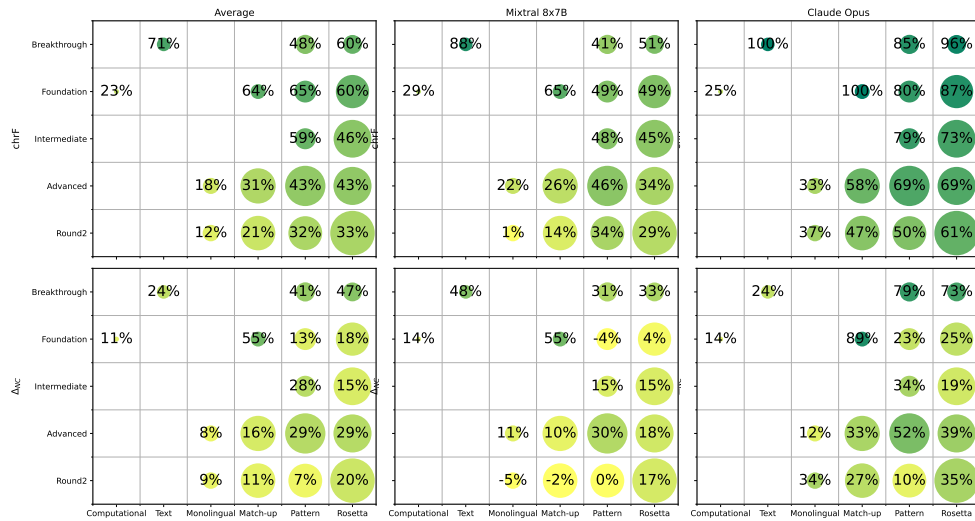 Average Mixtral 8x7B Claude Opus
Breakthrough 71% 48% 60% 88% 41% 51% 100% 85% 96%
Foundation 23% 64% 65% 60% 29% 65% 49% 49% 25% 100% 80% 87%
chrF Intermediate 59% 46% 48% 45% 79% 73%
Advanced 18% 31% 43% 43% 22% 26% 46% 34% 33% 58% 69% 69%
Round2 12% 21% 32% 33% 1% 14% 34% 29% 37% 47% 50% 61%
Breakthrough 24% 41% 47% 48% 31% 33% 24% 79% 73%
Foundation 11% 55% 13% 18% 14% 55% -4% 4% 14% 89% 23% 25%
ΔNC Intermediate 28% 15% 15% 15% 34% 19%
Advanced 8% 16% 29% 29% 11% 10% 30% 18% 12% 33% 52% 39%
Round2 9% 11% 7% 20% -5% -2% 0% 17% 34% 27% 10% 35%
Computational Text Monolingual Match-up Pattern Rosetta Computational Text Monolingual Match-up Pattern Rosetta Computational Text Monolingual Match-up Pattern Rosetta